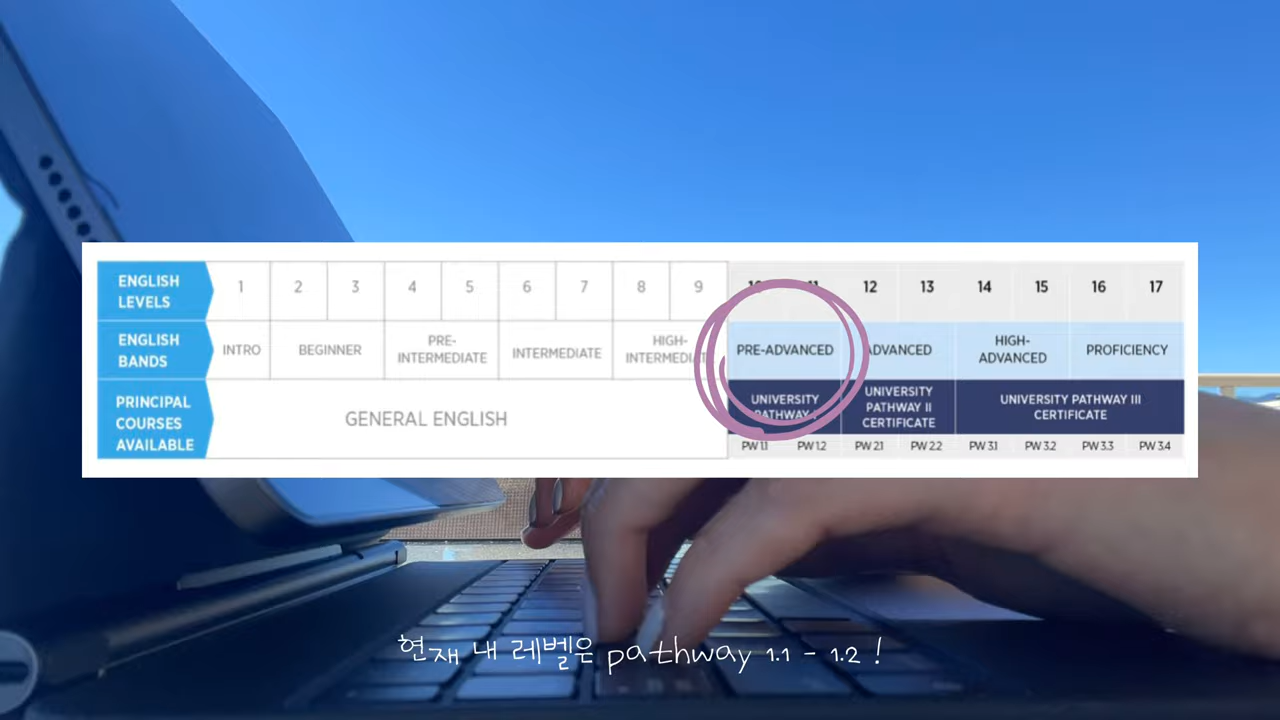 ENGLISH LEVELS
1 2 3 4 5 6 7 8 9 10 11 12 13 14 15 16 17
ENGLISH BANDS
INTRO
BEGINNER
PRE-
INTERMEDIATE
INTERMEDIATE
HIGH-
INTERMEDIATE
PRE-ADVANCED
ADVANCED
HIGH-
ADVANCED
PROFICIENCY
PRINCIPAL
COURSES
AVAILABLE
GENERAL ENGLISH
UNIVERSITY
PATHWAY I
UNIVERSITY
PATHWAY II
CERTIFICATE
UNIVERSITY PATHWAY III
CERTIFICATE
PW 1.1 PW 1.2 PW 2.1 PW 2.2 PW 3.1 PW 3.2 PW 3.3 PW 3.4
현재 내 레벨은 pathway 1.1 - 1.2 !